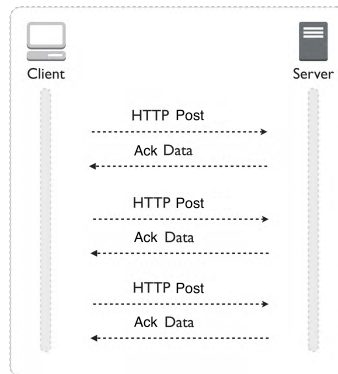 Client
Server
HTTP Post
Ack Data
HTTP Post
Ack Data
HTTP Post
Ack Data